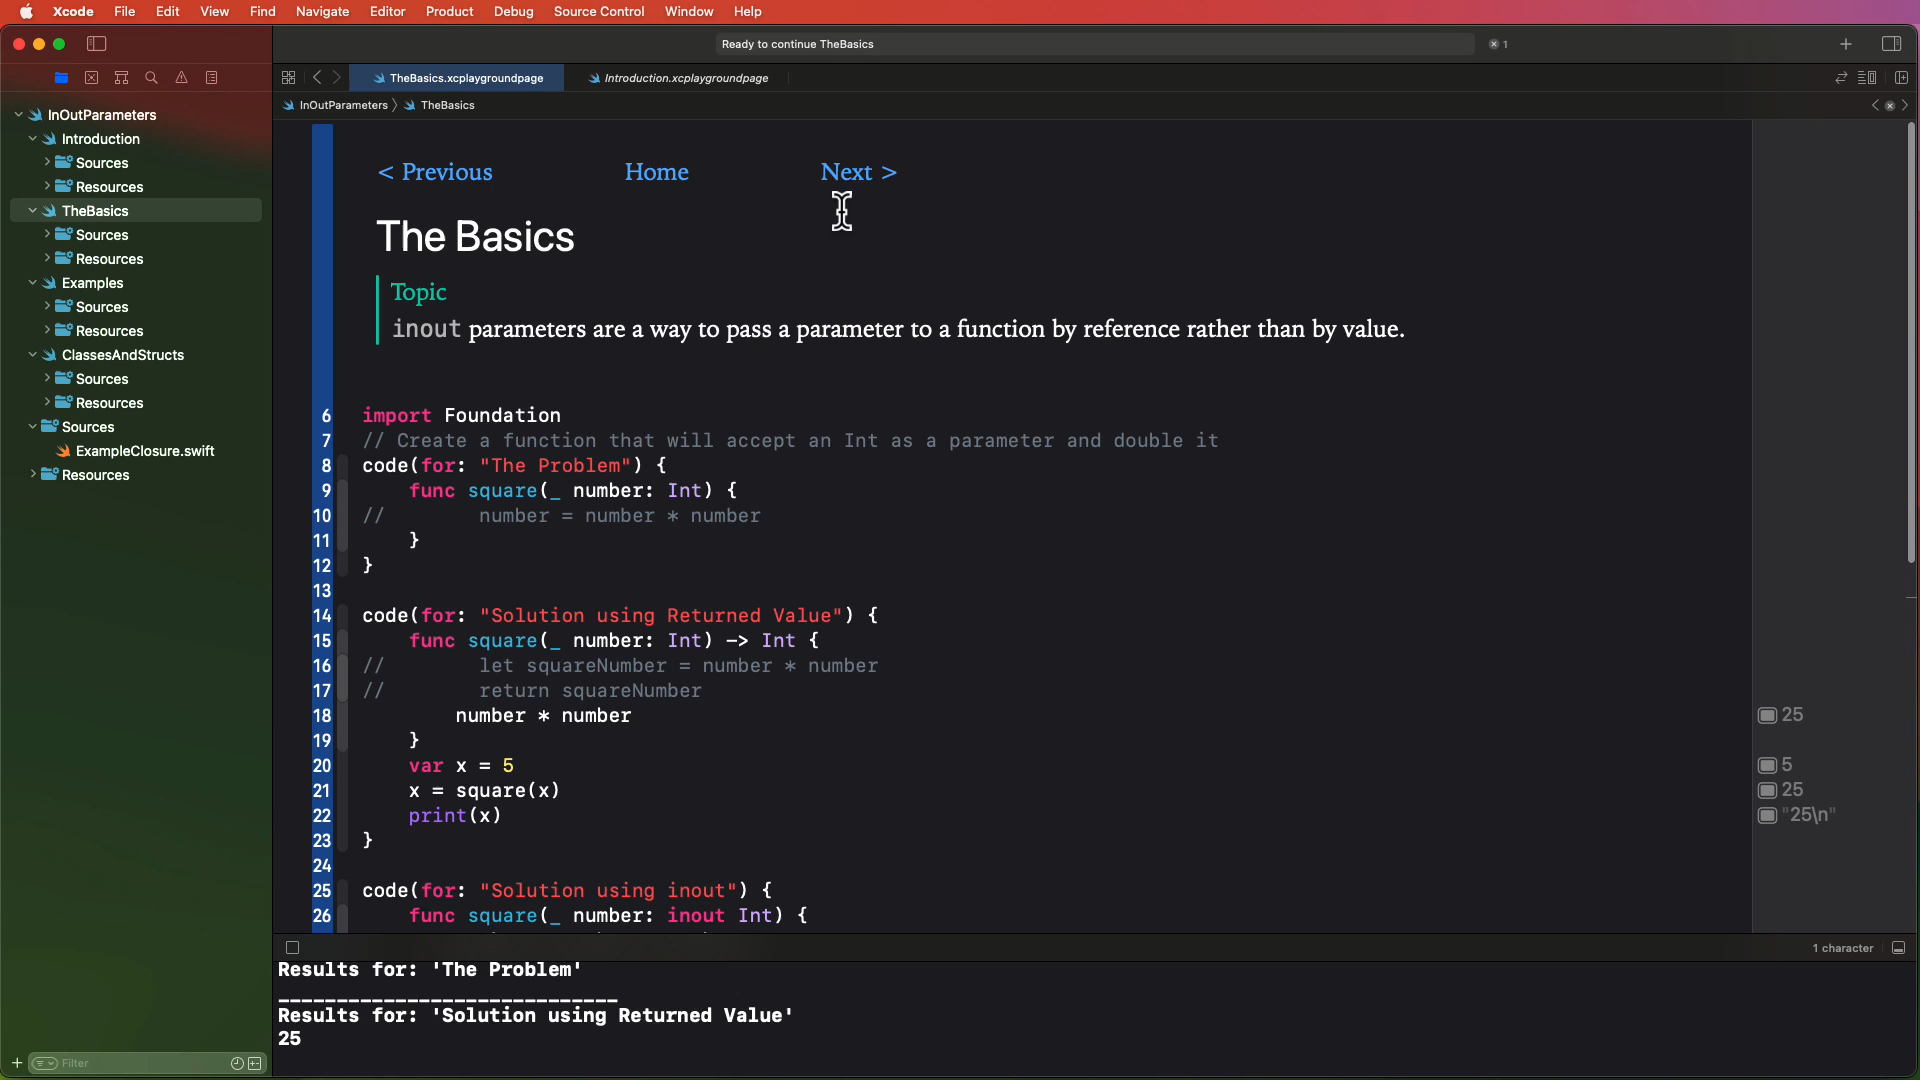 Xcode File Edit View Find Navigate Editor Product Debug Source Control Window Help
Ready to continue TheBasics
1
TheBasics.xcplaygroundpage
Introduction.xcplaygroundpage
InOutParameters
TheBasics
InOutParameters
Introduction
Sources
Resources
TheBasics
Sources
Resources
Examples
Sources
Resources
ClassesAndStructs
Sources
Resources
Sources
ExampleClosure.swift
Resources
Filter
< Previous Home Next >
The Basics
Topic
inout parameters are a way to pass a parameter to a function by reference rather than by value.
6 import Foundation
7 // Create a function that will accept an Int as a parameter and double it
8 code(for: "The Problem") {
9 func square(_ number: Int) {
10 // number = number * number
11 }
12 }
13
14 code(for: "Solution using Returned Value") {
15 func square(_ number: Int) -> Int {
16 // let squareNumber = number * number
17 // return squareNumber
18 number * number
19 }
20 var x = 5
21 x = square(x)
22 print(x)
23 }
24
25 code(for: "Solution using inout") {
26 func square(_ number: inout Int) {
25
5
25
"25\n"
1 character
Results for: 'The Problem'
_____________________________
Results for: 'Solution using Returned Value'
25